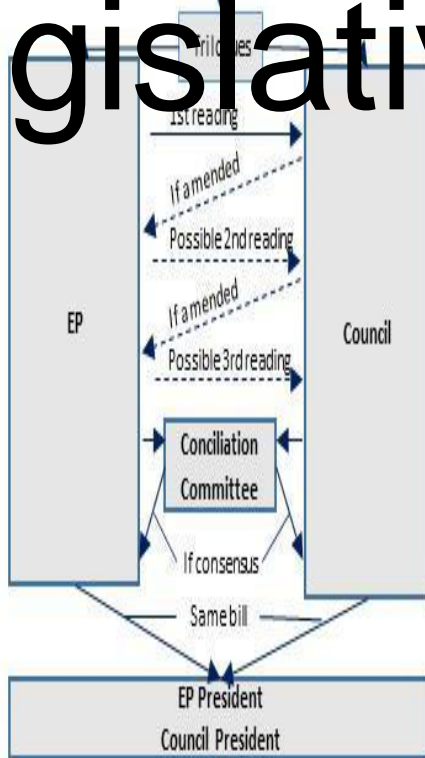 gislativ
Trilogues
1st reading
If amended
Possible 2nd reading
If amended
EP
Council
Possible 3rd reading
Conciliation
Committee
If consensus
Same bill
EP President
Council President